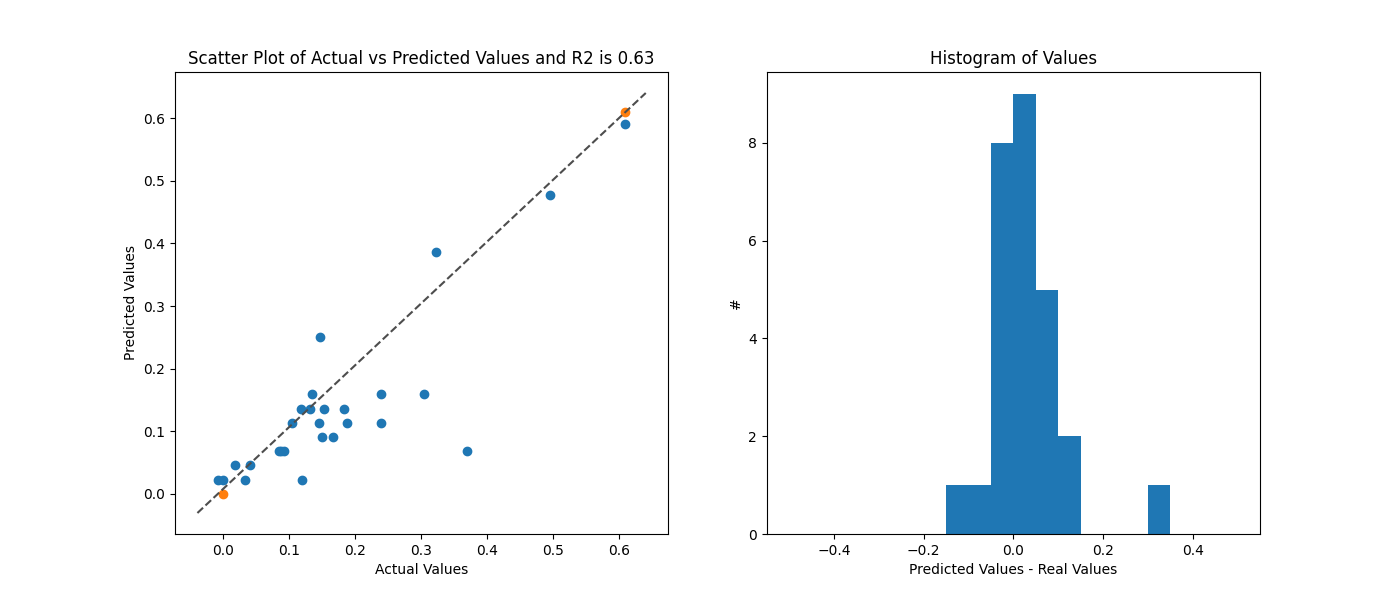 Scatter Plot of Actual vs Predicted Values and R2 is 0.63
Predicted Values
0.6
0.5
0.4
0.3
0.2
0.1
0.0
0.0 0.1 0.2 0.3 0.4 0.5 0.6
Actual Values
Histogram of Values
#
8
6
4
2
0
−0.4 −0.2 0.0 0.2 0.4
Predicted Values - Real Values